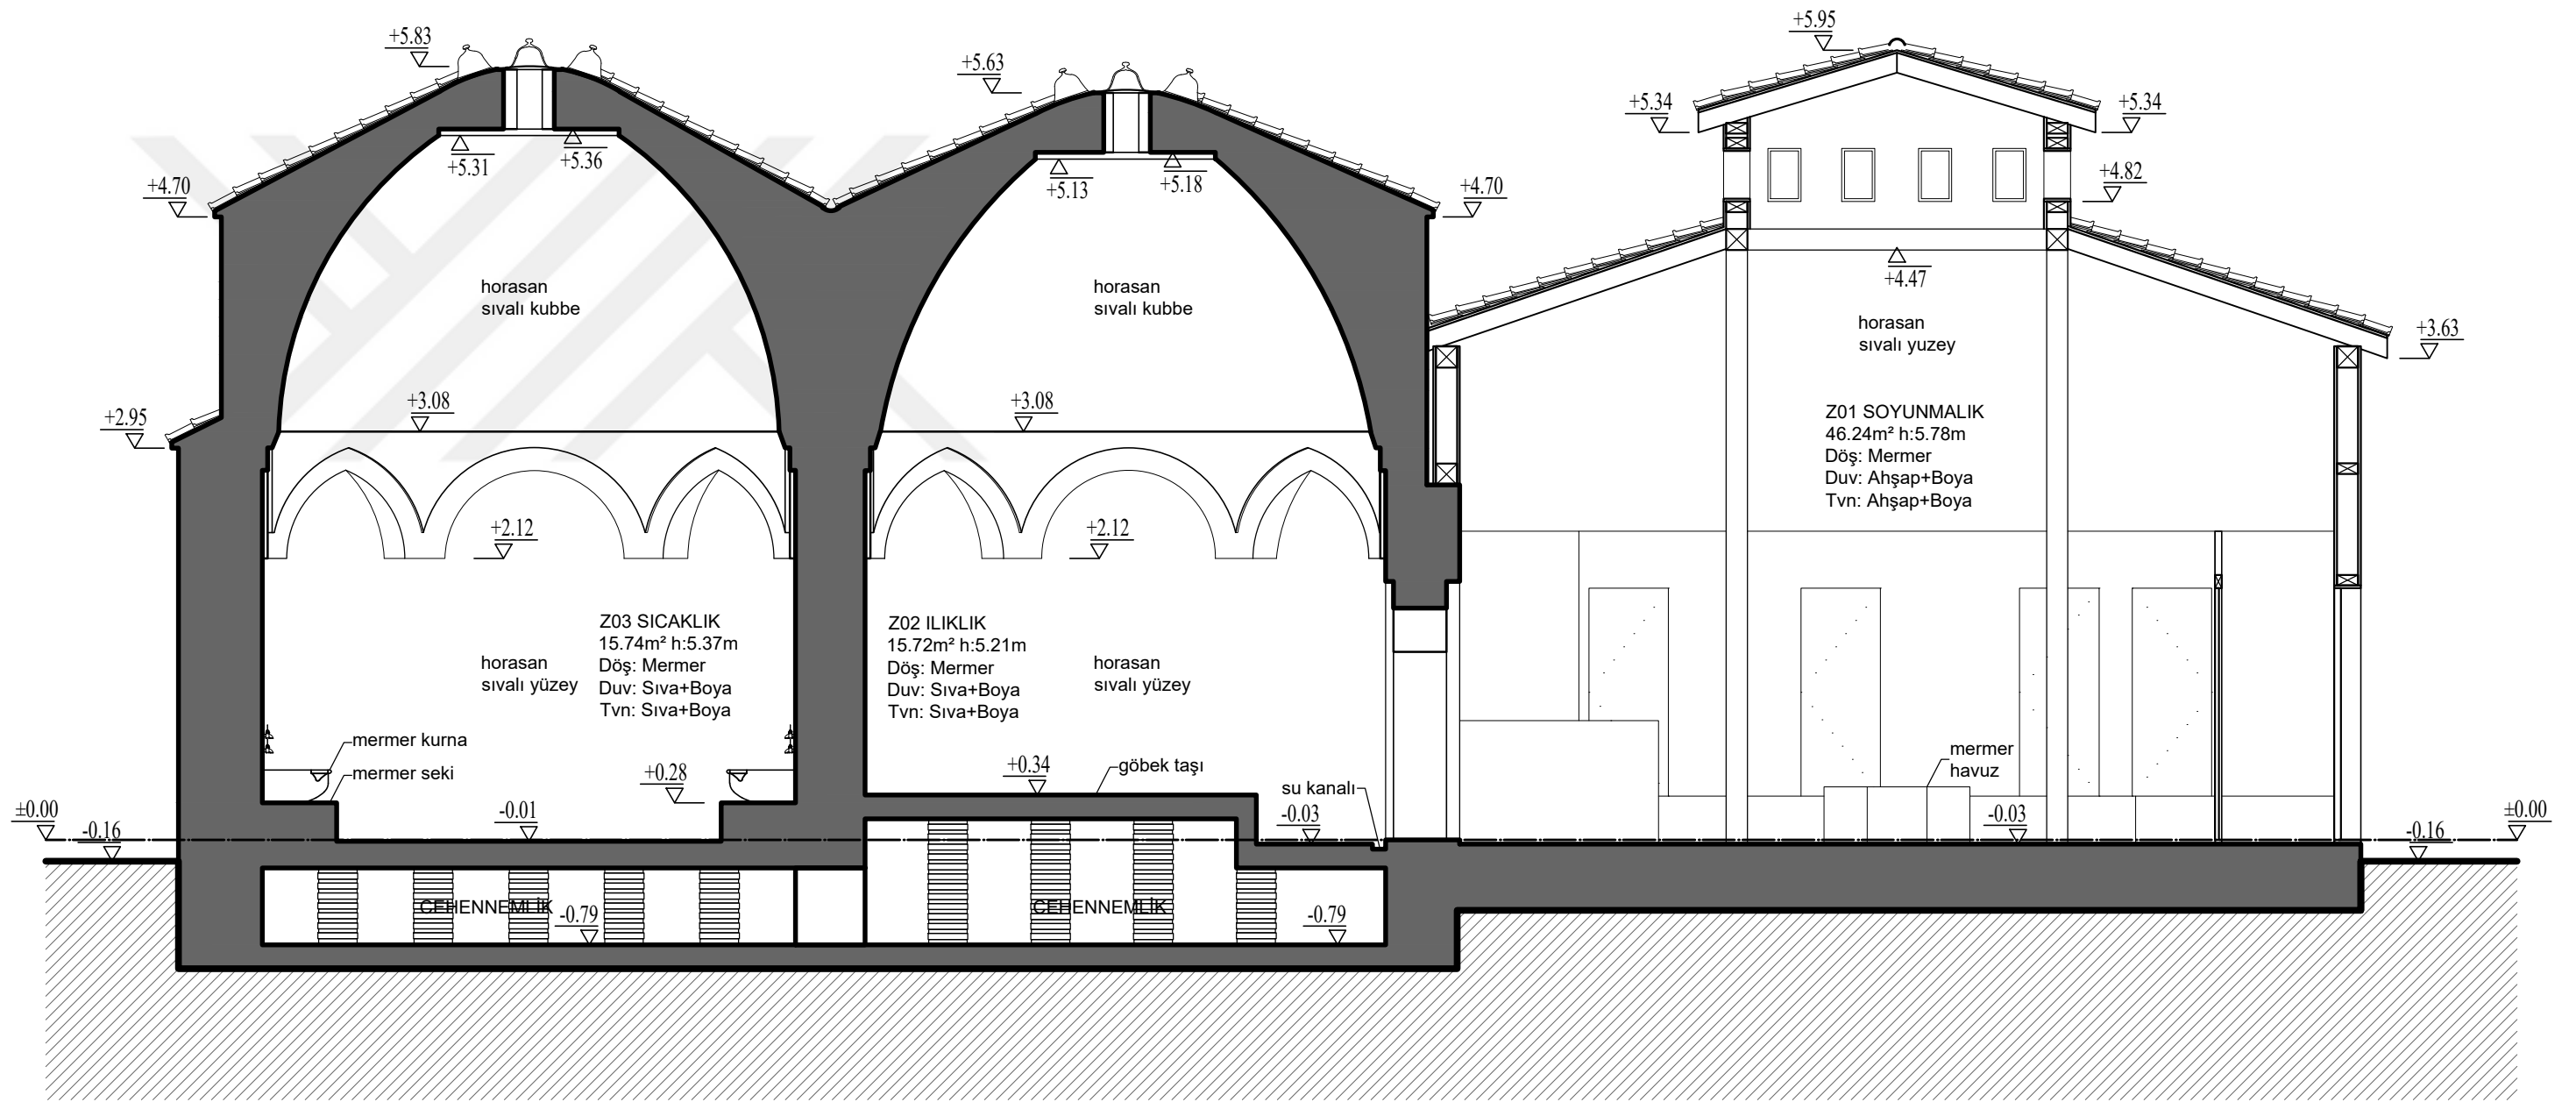 +5.95
+5.83
+5.63
+5.34
+5.34
+5.31
+5.36
+5.13
+5.18
+4.82
+4.70
+4.70
+4.47
horasan
sıvalı kubbe
horasan
sıvalı kubbe
horasan
sıvalı yuzey
+3.63
+3.08
+3.08
+2.95
Z01 SOYUNMALIK
46.24m² h:5.78m
Döş: Mermer
Duv: Ahşap+Boya
Tvn: Ahşap+Boya
+2.12
+2.12
Z03 SICAKLIK
15.74m² h:5.37m
Döş: Mermer
Duv: Sıva+Boya
Tvn: Sıva+Boya
horasan
sıvalı yüzey
Z02 ILIKLIK
15.72m² h:5.21m
Döş: Mermer
Duv: Sıva+Boya
Tvn: Sıva+Boya
horasan
sıvalı yüzey
mermer kurna
mermer seki
+0.28
+0.34
göbek taşı
su kanalı
mermer
havuz
±0.00
-0.16
-0.01
-0.03
-0.03
-0.16
±0.00
CEHENNEMLİK
-0.79
CEHENNEMLİK
-0.79